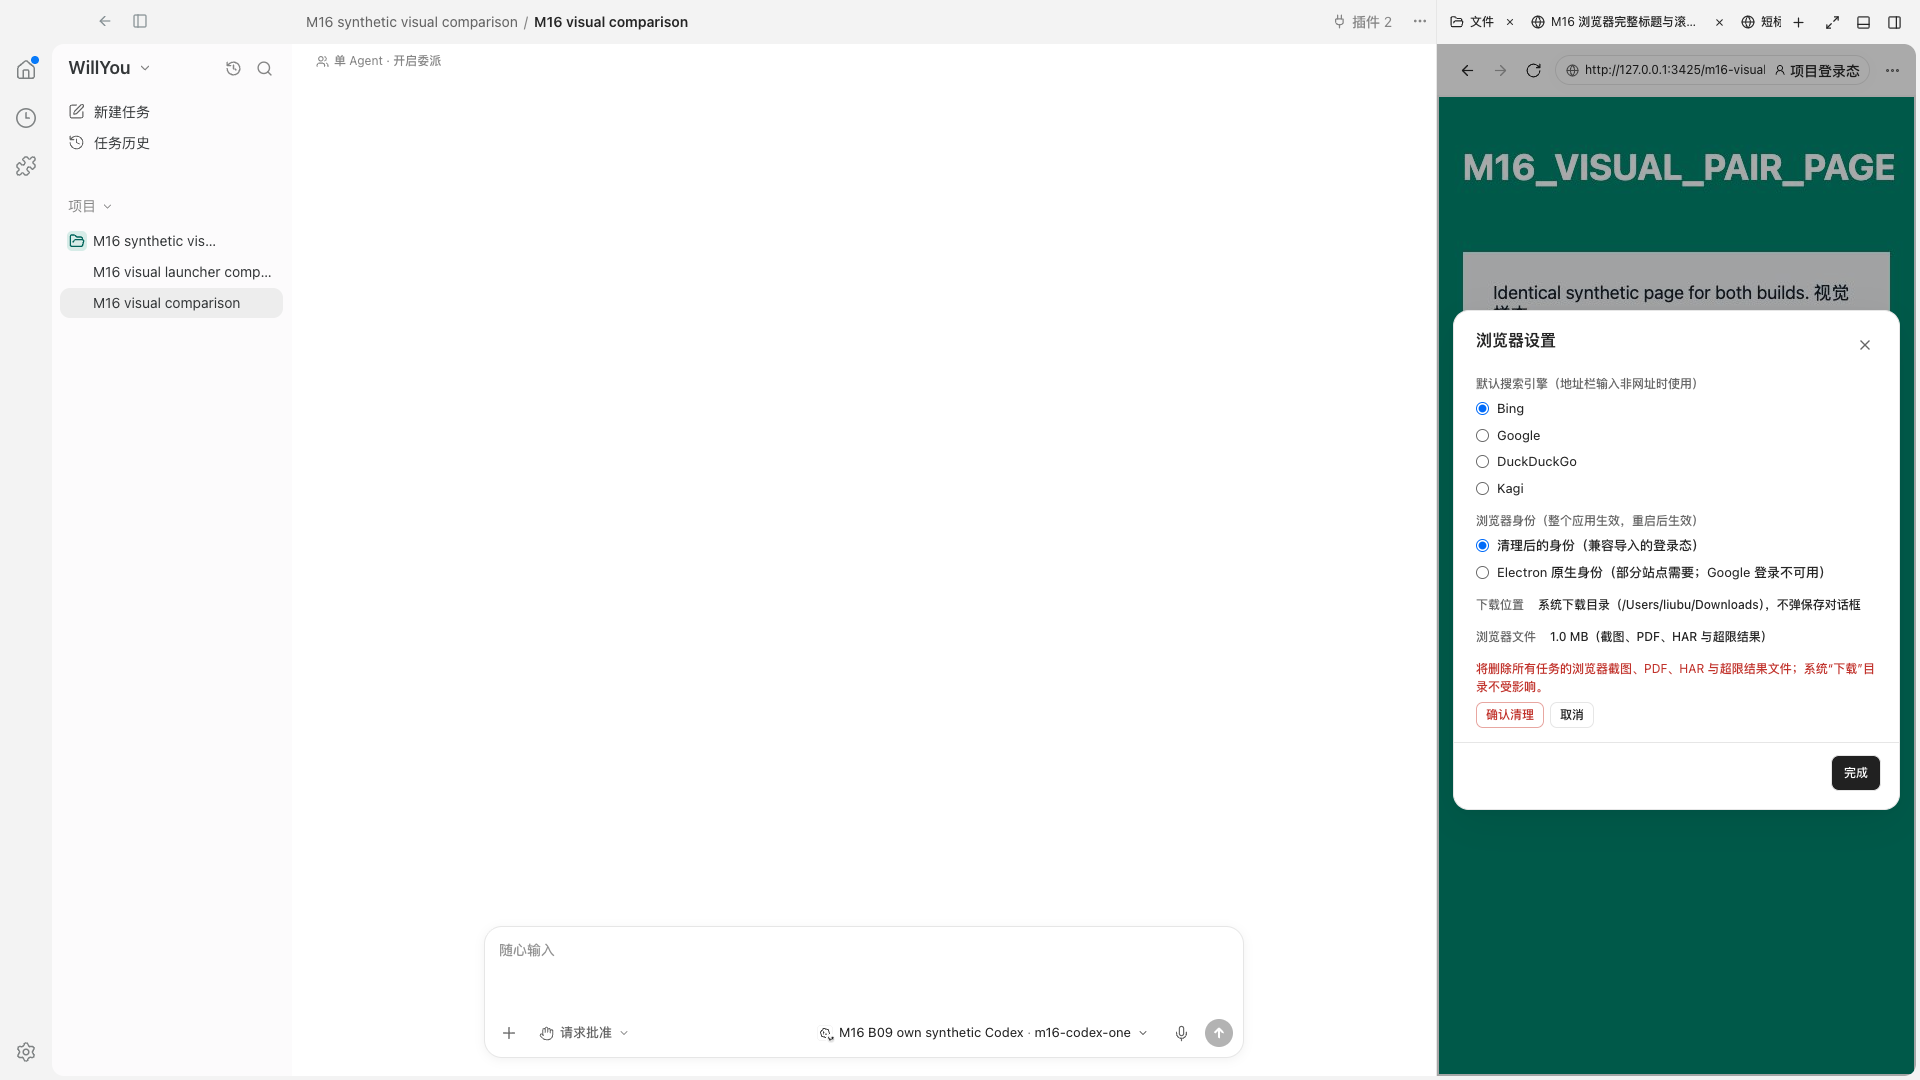 M16 synthetic visual comparison / M16 visual comparison
插件 2
文件
M16 浏览器完整标题与滚...
短标
WillYou
新建任务
任务历史
项目
M16 synthetic vis...
M16 visual launcher comp...
M16 visual comparison
单 Agent · 开启委派
随心输入
请求批准
M16 B09 own synthetic Codex · m16-codex-one
http://127.0.0.1:3425/m16-visual
项目登录态
M16_VISUAL_PAIR_PAGE
Identical synthetic page for both builds. 视觉
浏览器设置
默认搜索引擎（地址栏输入非网址时使用）
Bing
Google
DuckDuckGo
Kagi
浏览器身份（整个应用生效，重启后生效）
清理后的身份（兼容导入的登录态）
Electron 原生身份（部分站点需要；Google 登录不可用）
下载位置 系统下载目录（/Users/liubu/Downloads），不弹保存对话框
浏览器文件 1.0 MB（截图、PDF、HAR 与超限结果）
将删除所有任务的浏览器截图、PDF、HAR 与超限结果文件；系统“下载”目
录不受影响。
确认清理
取消
完成